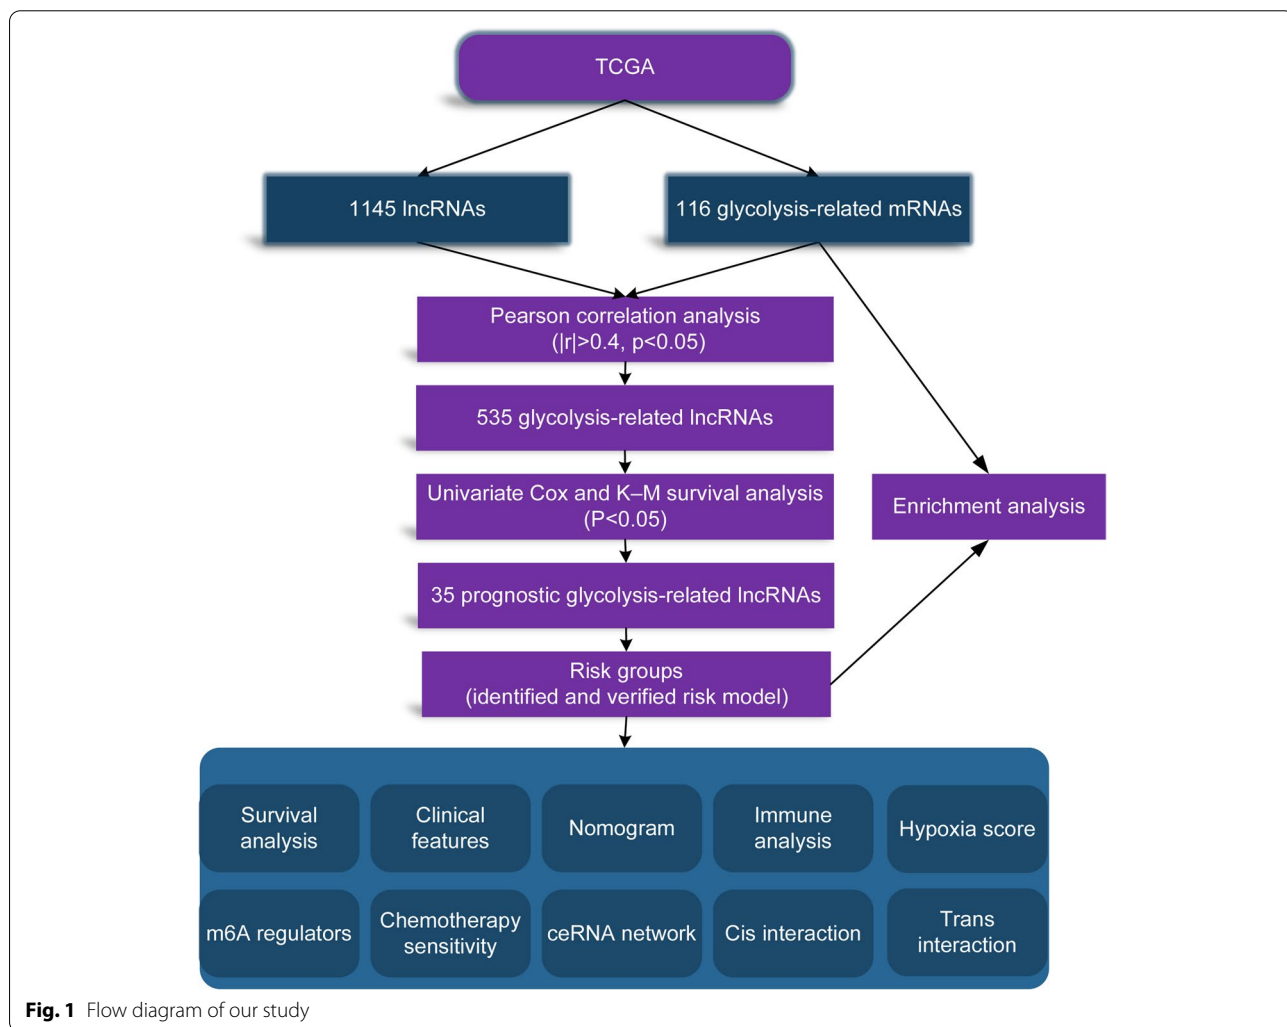 TCGA
1145 lncRNAs
116 glycolysis-related mRNAs
Pearson correlation analysis
(|r|>0.4, p<0.05)
535 glycolysis-related lncRNAs
Univariate Cox and K–M survival analysis
(P<0.05)
Enrichment analysis
35 prognostic glycolysis-related lncRNAs
Risk groups
(identified and verified risk model)
Survival
analysis
Clinical
features
Nomogram
Immune
analysis
Hypoxia score
m6A regulators
Chemotherapy
sensitivity
ceRNA network
Cis interaction
Trans
interaction
Fig. 1 Flow diagram of our study